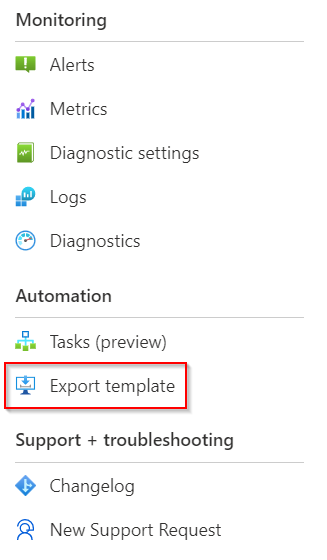 Monitoring
Alerts
Metrics
Diagnostic settings
Logs
Diagnostics
Automation
Tasks (preview)
Export template
Support + troubleshooting
Changelog
New Support Request